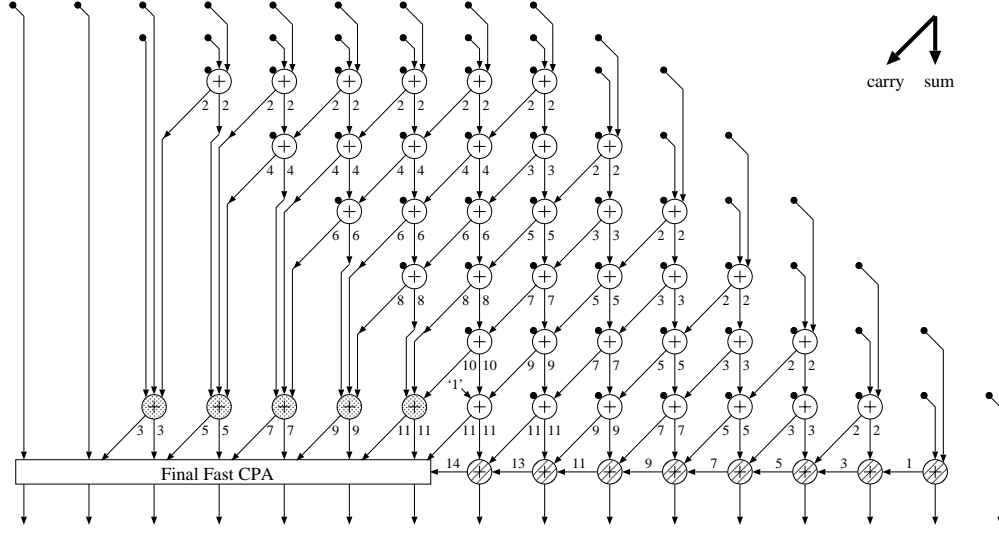 carry sum
2 2 2 2 2 2 2 2 2 2 2 2
4 4 4 4 4 4 4 4 3 3 2 2
6 6 6 6 6 6 5 5 3 3 2 2
8 8 8 8 7 7 5 5 3 3 2 2
10 10 9 9 7 7 5 5 3 3 2 2
‘1’
3 3 5 5 7 7 9 9 11 11 11 11 11 11 9 9 7 7 5 5 3 3 2 2
Final Fast CPA 14 13 11 9 7 5 3 1